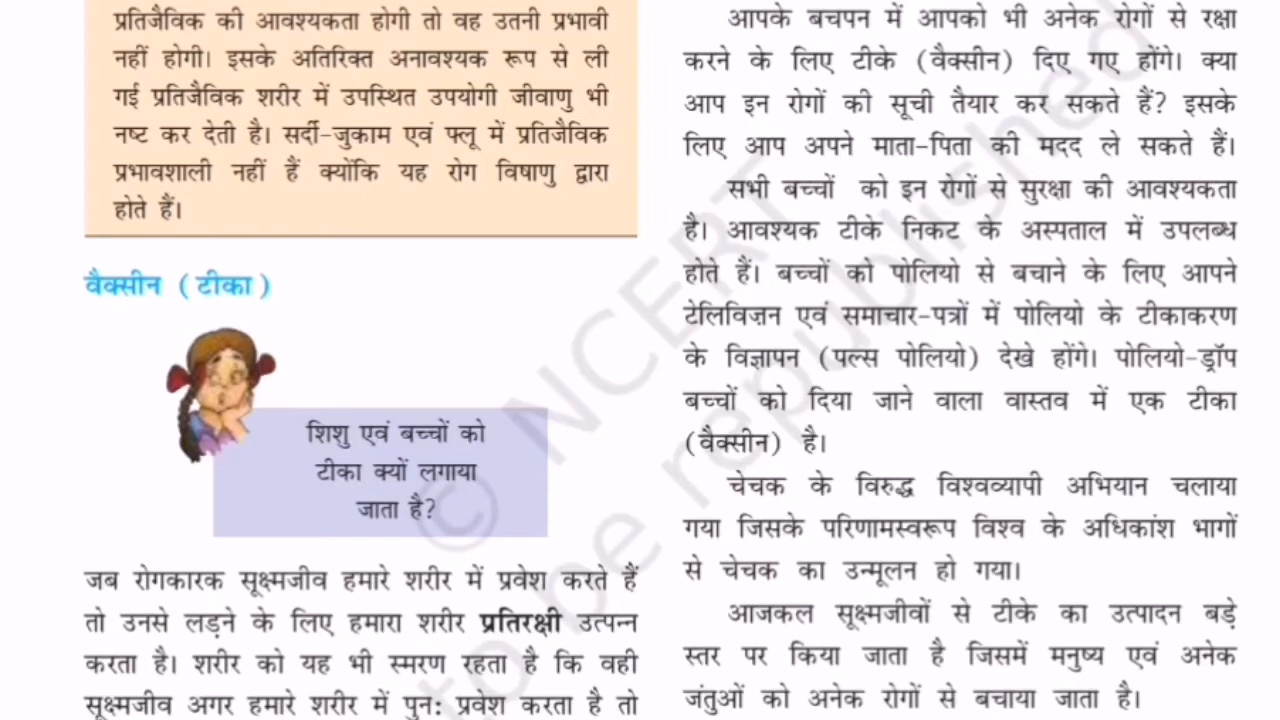 प्रतिजैविक की आवश्यकता होगी तो वह उतनी प्रभावी
नहीं होगी। इसके अतिरिक्त अनावश्यक रूप से ली
गई प्रतिजैविक शरीर में उपस्थित उपयोगी जीवाणु भी
नष्ट कर देती है। सर्दी-जुकाम एवं फ्लू में प्रतिजैविक
प्रभावशाली नहीं हैं क्योंकि यह रोग विषाणु द्वारा
होते हैं।
वैक्सीन (टीका)
शिशु एवं बच्चों को
टीका क्यों लगाया
जाता है?
जब रोगकारक सूक्ष्मजीव हमारे शरीर में प्रवेश करते हैं
तो उनसे लड़ने के लिए हमारा शरीर प्रतिरक्षी उत्पन्न
करता है। शरीर को यह भी स्मरण रहता है कि वही
सूक्ष्मजीव अगर हमारे शरीर में पुन: प्रवेश करता है तो
आपके बचपन में आपको भी अनेक रोगों से रक्षा
करने के लिए टीके (वैक्सीन) दिए गए होंगे। क्या
आप इन रोगों की सूची तैयार कर सकते हैं? इसके
लिए आप अपने माता-पिता की मदद ले सकते हैं।
सभी बच्चों को इन रोगों से सुरक्षा की आवश्यकता
है। आवश्यक टीके निकट के अस्पताल में उपलब्ध
होते हैं। बच्चों को पोलियो से बचाने के लिए आपने
टेलिविज़न एवं समाचार-पत्रों में पोलियो के टीकाकरण
के विज्ञापन (पल्स पोलियो) देखे होंगे। पोलियो-ड्रॉप
बच्चों को दिया जाने वाला वास्तव में एक टीका
(वैक्सीन) है।
चेचक के विरुद्ध विश्वव्यापी अभियान चलाया
गया जिसके परिणामस्वरूप विश्व के अधिकांश भागों
से चेचक का उन्मूलन हो गया।
आजकल सूक्ष्मजीवों से टीके का उत्पादन बड़े
स्तर पर किया जाता है जिसमें मनुष्य एवं अनेक
जंतुओं को अनेक रोगों से बचाया जाता है।
© NCERT
to be republished